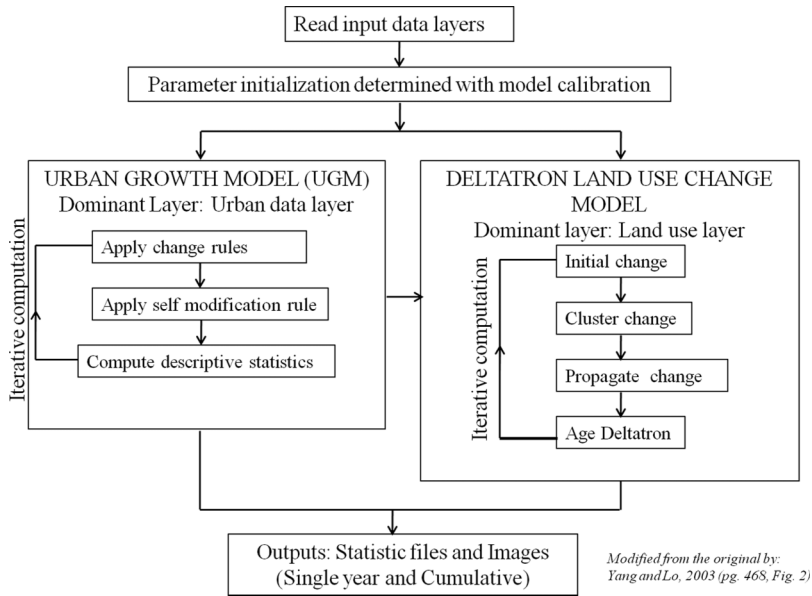 Read input data layers
Parameter initialization determined with model calibration
URBAN GROWTH MODEL (UGM)
Dominant Layer: Urban data layer
Iterative computation
Apply change rules
Apply self modification rule
Compute descriptive statistics
DELTATRON LAND USE CHANGE
MODEL
Dominant layer: Land use layer
Iterative computation
Initial change
Cluster change
Propagate change
Age Deltatron
Outputs: Statistic files and Images
(Single year and Cumulative)
Modified from the original by:
Yang and Lo, 2003 (pg. 468, Fig. 2)